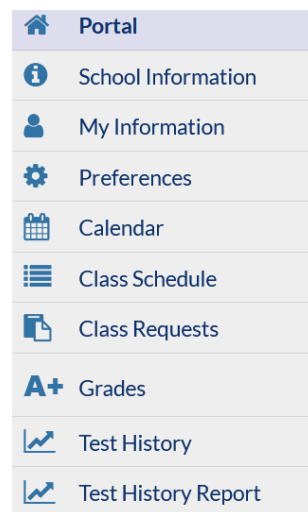 Portal
School Information
My Information
Preferences
Calendar
Class Schedule
Class Requests
A+ Grades
Test History
Test History Report